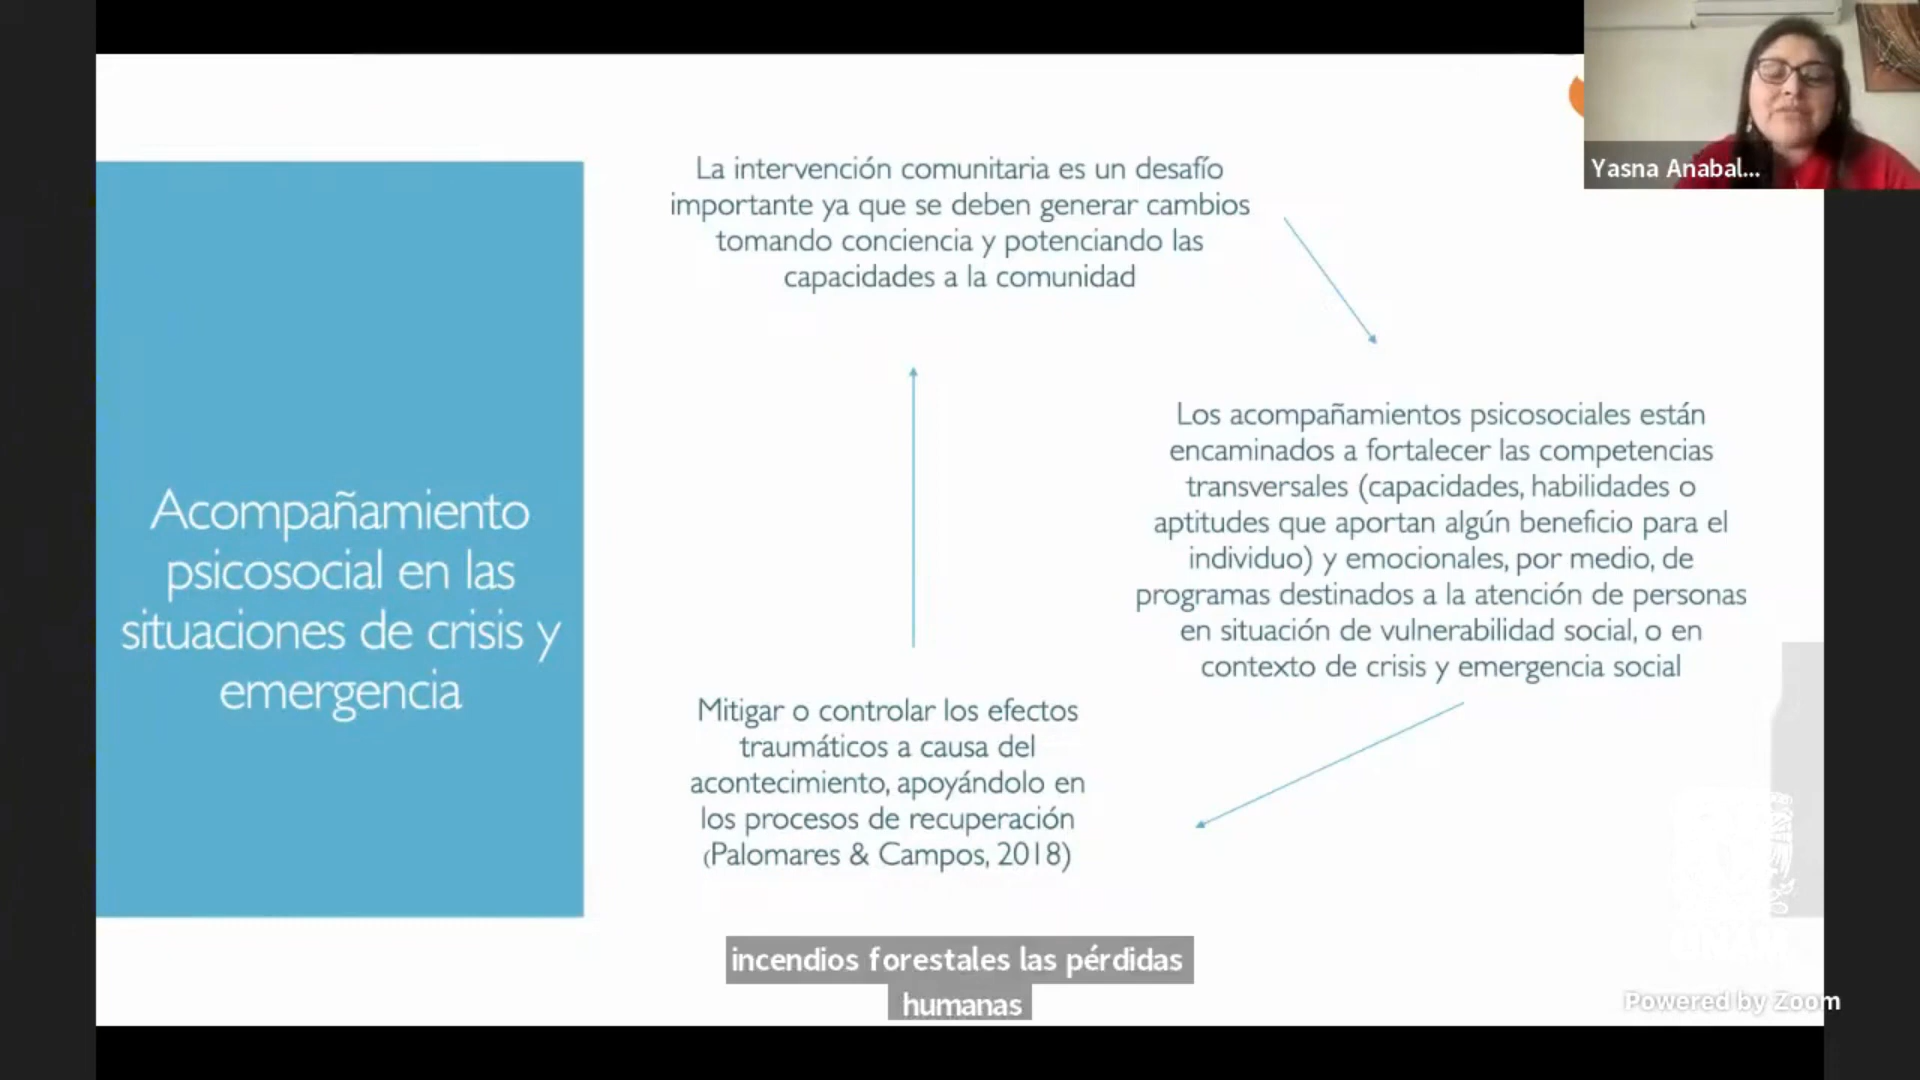 Acompañamiento
psicosocial en las
situaciones de crisis y
emergencia
La intervención comunitaria es un desafío
importante ya que se deben generar cambios
tomando conciencia y potenciando las
capacidades a la comunidad
Los acompañamientos psicosociales están
encaminados a fortalecer las competencias
transversales (capacidades, habilidades o
aptitudes que aportan algún beneficio para el
individuo) y emocionales, por medio, de
programas destinados a la atención de personas
en situación de vulnerabilidad social, o en
contexto de crisis y emergencia social
Mitigar o controlar los efectos
traumáticos a causa del
acontecimiento, apoyándolo en
los procesos de recuperación
(Palomares & Campos, 2018)
Yasna Anabal...
incendios forestales las pérdidas
humanas
Powered by Zoom